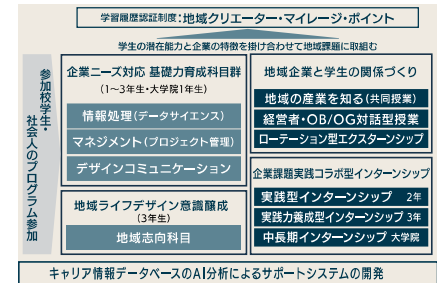 学習履歴認証制度:地域クリエーター・マイレージ・ポイント
学生の潜在能力と企業の特徴を掛け合わせて地域課題に取組む
参加校学生・
社会人のプログラム参加
企業ニーズ対応 基礎力育成科目群
(1~3年生・大学院1年生)
情報処理(データサイエンス)
マネジメント(プロジェクト管理)
デザインコミュニケーション
地域ライフデザイン意識醸成
(3年生)
地域志向科目
地域企業と学生の関係づくり
地域の産業を知る(共同授業)
経営者・OB/OG対話型授業
ローテーション型エクスターンシップ
企業課題実践コラボ型インターンシップ
実践型インターンシップ 2年
実践力養成型インターンシップ 3年
中長期インターンシップ 大学院
キャリア情報データベースのAI分析によるサポートシステムの開発